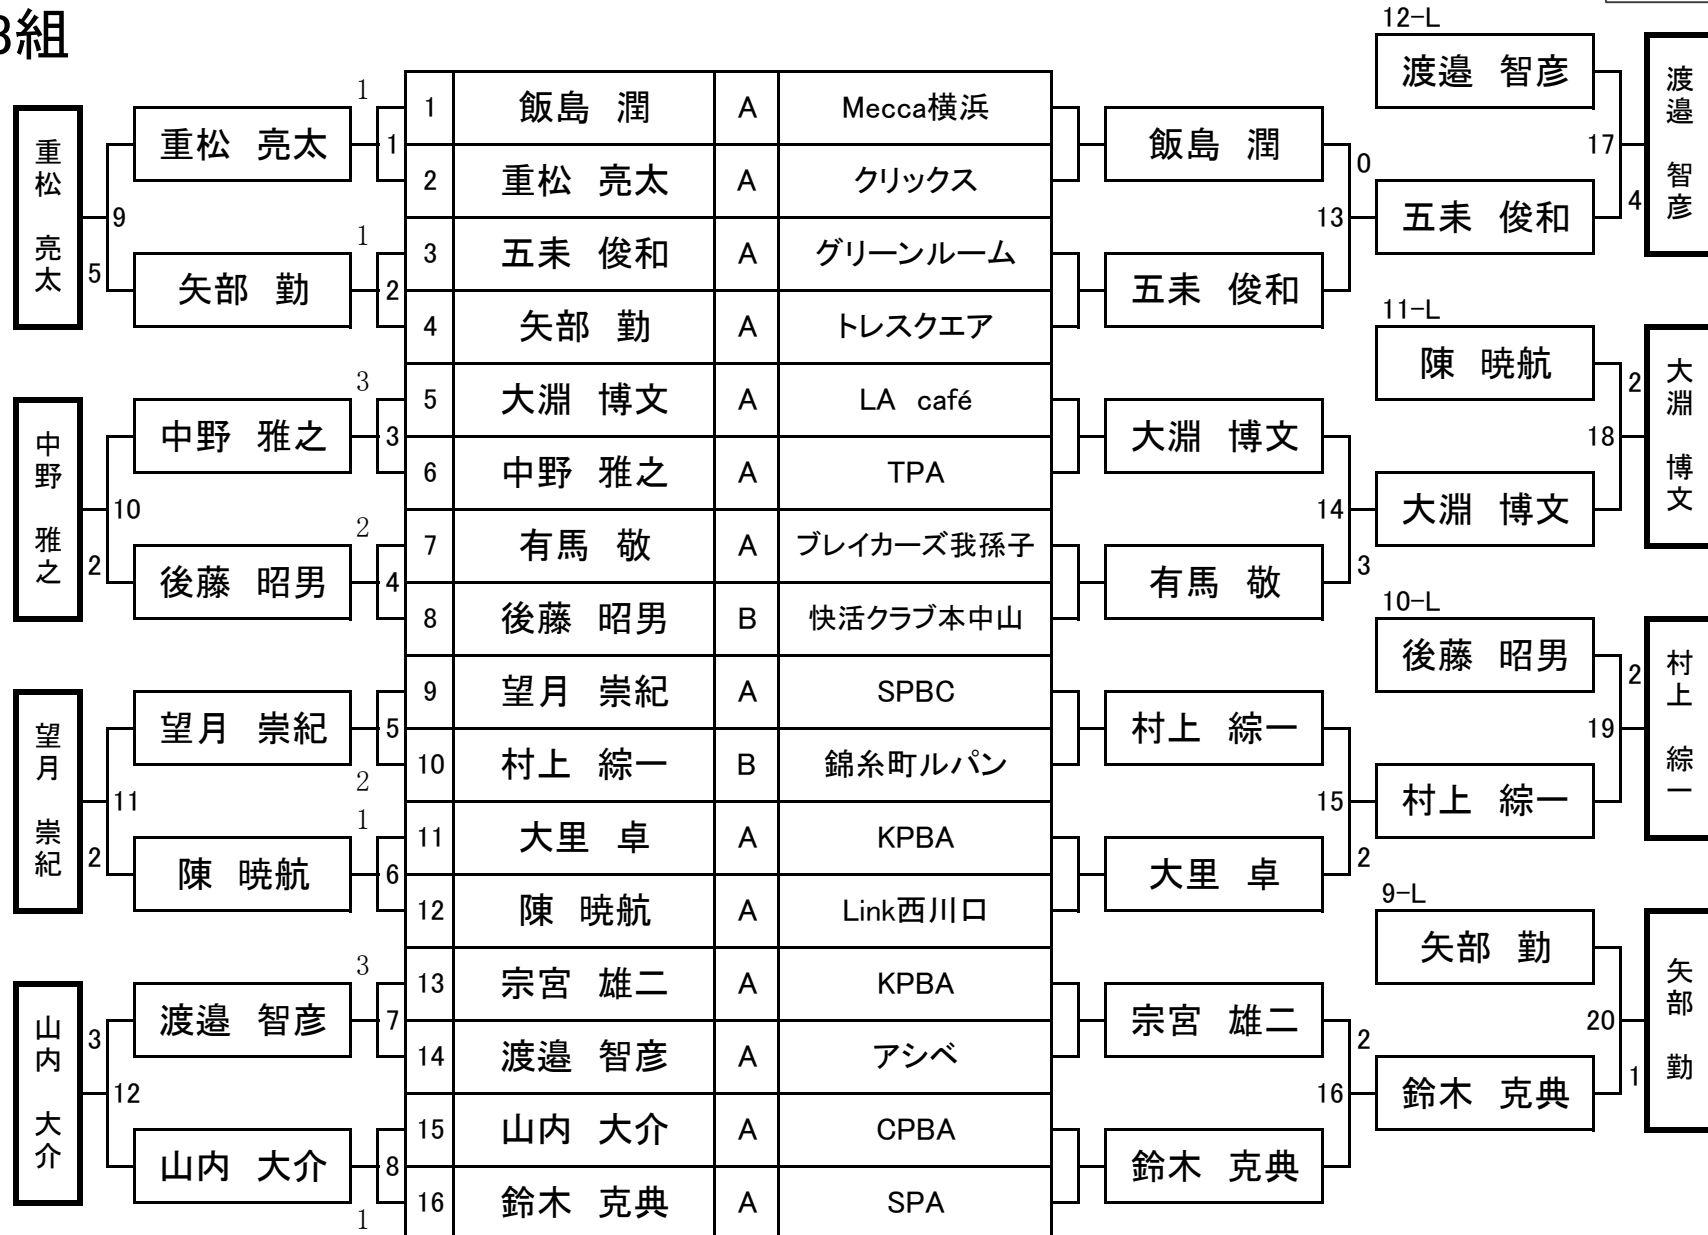 3組
12-L
渡邉 智彦
渡邉 智彦
17
4
五耒 俊和
1
1 飯島 潤 A Mecca横浜
重松 亮太
1
飯島 潤
0
重松 亮太
2 重松 亮太 A クリックス
9
13
1
3 五耒 俊和 A グリーンルーム
5
矢部 勤
2
五耒 俊和
4 矢部 勤 A トレスクエア
11-L
陳 暁航
2
大淵 博文
18
3
5 大淵 博文 A LA café
中野 雅之
3
大淵 博文
中野 雅之
6 中野 雅之 A TPA
10
14
大淵 博文
2
7 有馬 敬 A ブレイカーズ我孫子
2
後藤 昭男
4
有馬 敬
3
8 後藤 昭男 B 快活クラブ本中山
10-L
後藤 昭男
2
村上 綜一
19
9 望月 崇紀 A SPBC
望月 崇紀
5
村上 綜一
望月 崇紀
10 村上 綜一 B 錦糸町ルパン
2
11
15
村上 綜一
1
11 大里 卓 A KPBA
2
陳 暁航
6
大里 卓
2
12 陳 暁航 A Link西川口
9-L
矢部 勤
矢部 勤
20
3
13 宗宮 雄二 A KPBA
3
渡邉 智彦
7
宗宮 雄二
2
山内 大介
14 渡邉 智彦 A アシベ
12
16
鈴木 克典
1
15 山内 大介 A CPBA
山内 大介
8
鈴木 克典
16 鈴木 克典 A SPA
1